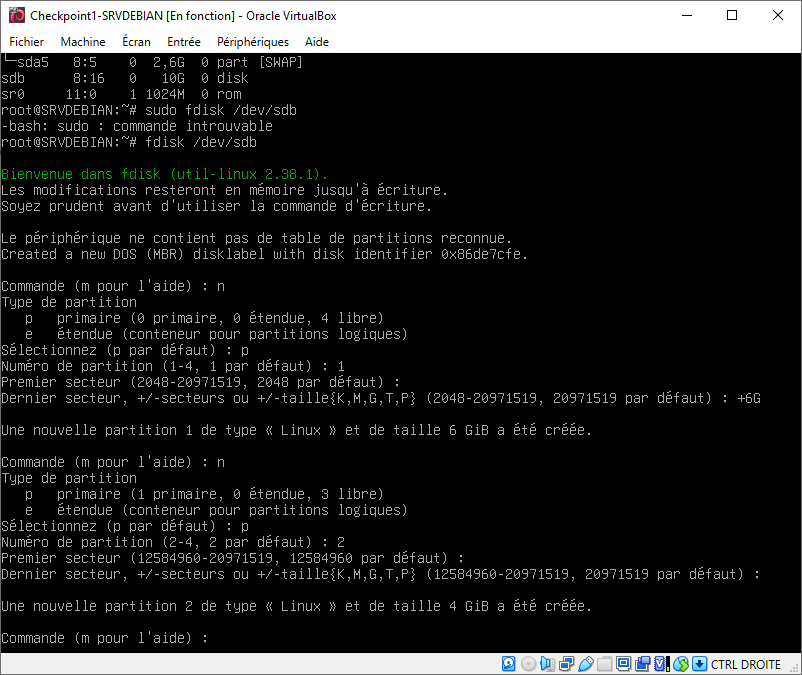 Checkpoint1-SRVDEBIAN [En fonction] - Oracle VirtualBox
Fichier Machine Écran Entrée Périphériques Aide
└─sda5 8:5 0 2,6G 0 part [SWAP]
sdb 8:16 0 10G 0 disk
sr0 11:0 1 1024M 0 rom
root@SRVDEBIAN:~# sudo fdisk /dev/sdb
-bash: sudo : commande introuvable
root@SRVDEBIAN:~# fdisk /dev/sdb
Bienvenue dans fdisk (util-linux 2.38.1).
Les modifications resteront en mémoire jusqu'à écriture.
Soyez prudent avant d'utiliser la commande d'écriture.
Le périphérique ne contient pas de table de partitions reconnue.
Created a new DOS (MBR) disklabel with disk identifier 0x86de7cfe.
Commande (m pour l'aide) : n
Type de partition
p primaire (0 primaire, 0 étendue, 4 libre)
e étendue (conteneur pour partitions logiques)
Sélectionnez (p par défaut) : p
Numéro de partition (1-4, 1 par défaut) : 1
Premier secteur (2048-20971519, 2048 par défaut) :
Dernier secteur, +/-secteurs ou +/-taille{K,M,G,T,P} (2048-20971519, 20971519 par défaut) : +6G
Une nouvelle partition 1 de type « Linux » et de taille 6 GiB a été créée.
Commande (m pour l'aide) : n
Type de partition
p primaire (1 primaire, 0 étendue, 3 libre)
e étendue (conteneur pour partitions logiques)
Sélectionnez (p par défaut) : p
Numéro de partition (2-4, 2 par défaut) : 2
Premier secteur (12584960-20971519, 12584960 par défaut) :
Dernier secteur, +/-secteurs ou +/-taille{K,M,G,T,P} (12584960-20971519, 20971519 par défaut) :
Une nouvelle partition 2 de type « Linux » et de taille 4 GiB a été créée.
Commande (m pour l'aide) :
CTRL DROITE